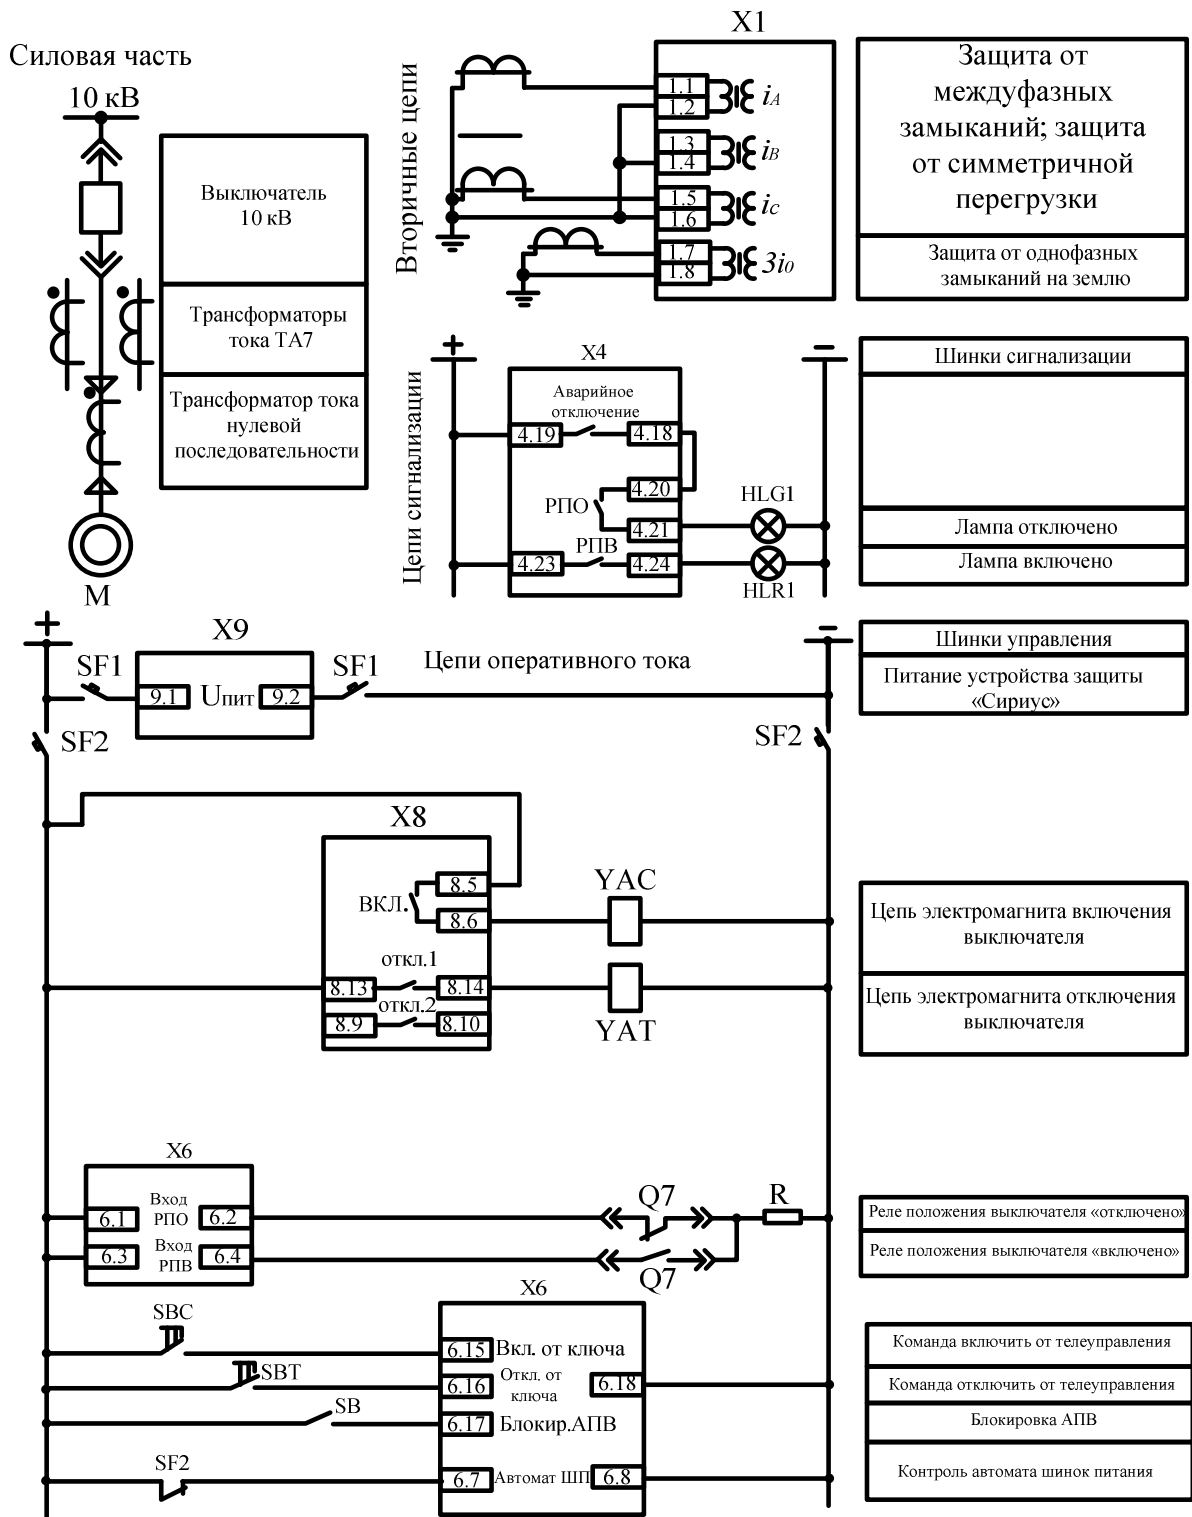 Силовая часть
10 кВ
Выключатель
10 кВ
Трансформаторы
тока ТА7
Трансформатор тока
нулевой
последовательности
М
Вторичные цепи
X1
1.1
1.2
iA
1.3
1.4
iB
1.5
1.6
iC
1.7
1.8
3i0
Защита от
междуфазных
замыканий; защита
от симметричной
перегрузки
Защита от однофазных
замыканий на землю
Цепи сигнализации
+
−
X4
Аварийное
отключение
4.19
4.18
4.20
РПО
4.21
HLG1
РПВ
4.23
4.24
HLR1
Шинки сигнализации
Лампа отключено
Лампа включено
+
−
X9
SF1
9.1
Uпит
9.2
SF1
Цепи оперативного тока
SF2
SF2
Шинки управления
Питание устройства защиты
«Сириус»
X8
8.5
ВКЛ.
8.6
YAC
откл.1
8.13
8.14
откл.2
8.9
8.10
YAT
Цепь электромагнита включения
выключателя
Цепь электромагнита отключения
выключателя
X6
6.1
Вход
РПО
6.2
6.3
Вход
РПВ
6.4
Q7
R
Q7
Реле положения выключателя «отключено»
Реле положения выключателя «включено»
X6
SBC
6.15
Вкл. от ключа
SBT
6.16
Откл. от
ключа
6.18
SB
6.17
Блокир.АПВ
SF2
6.7
Автомат ШП
6.8
Команда включить от телеуправления
Команда отключить от телеуправления
Блокировка АПВ
Контроль автомата шинок питания